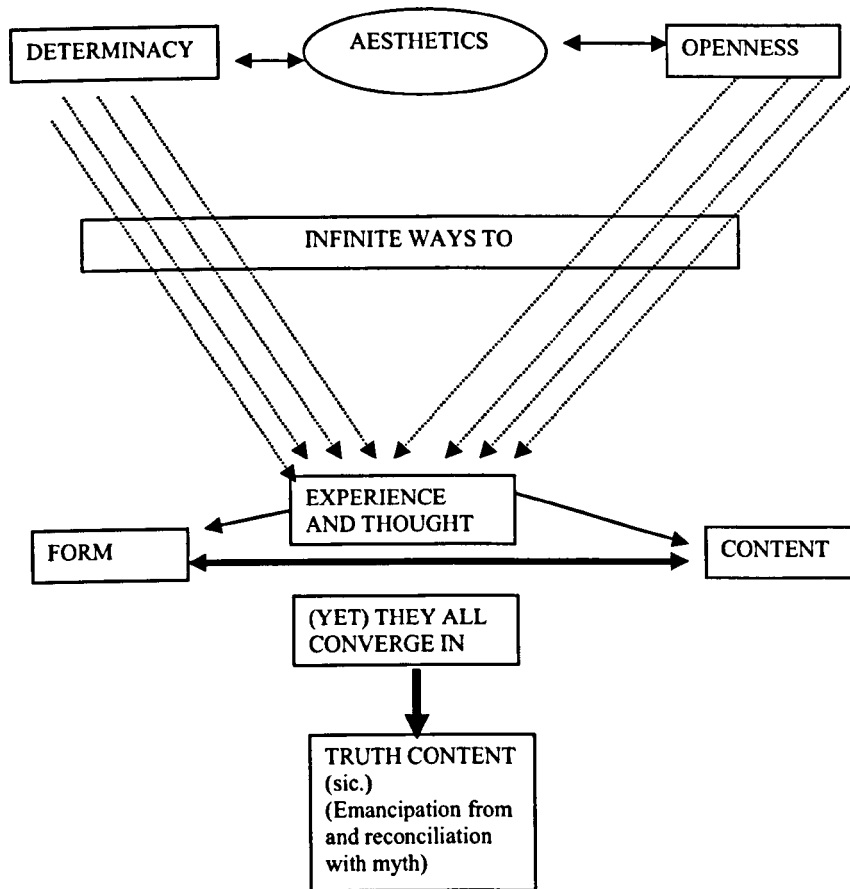 DETERMINACY
AESTHETICS
OPENNESS
INFINITE WAYS TO
EXPERIENCE
AND THOUGHT
FORM
CONTENT
(YET) THEY ALL
CONVERGE IN
TRUTH CONTENT
(sic.)
(Emancipation from
and reconciliation
with myth)